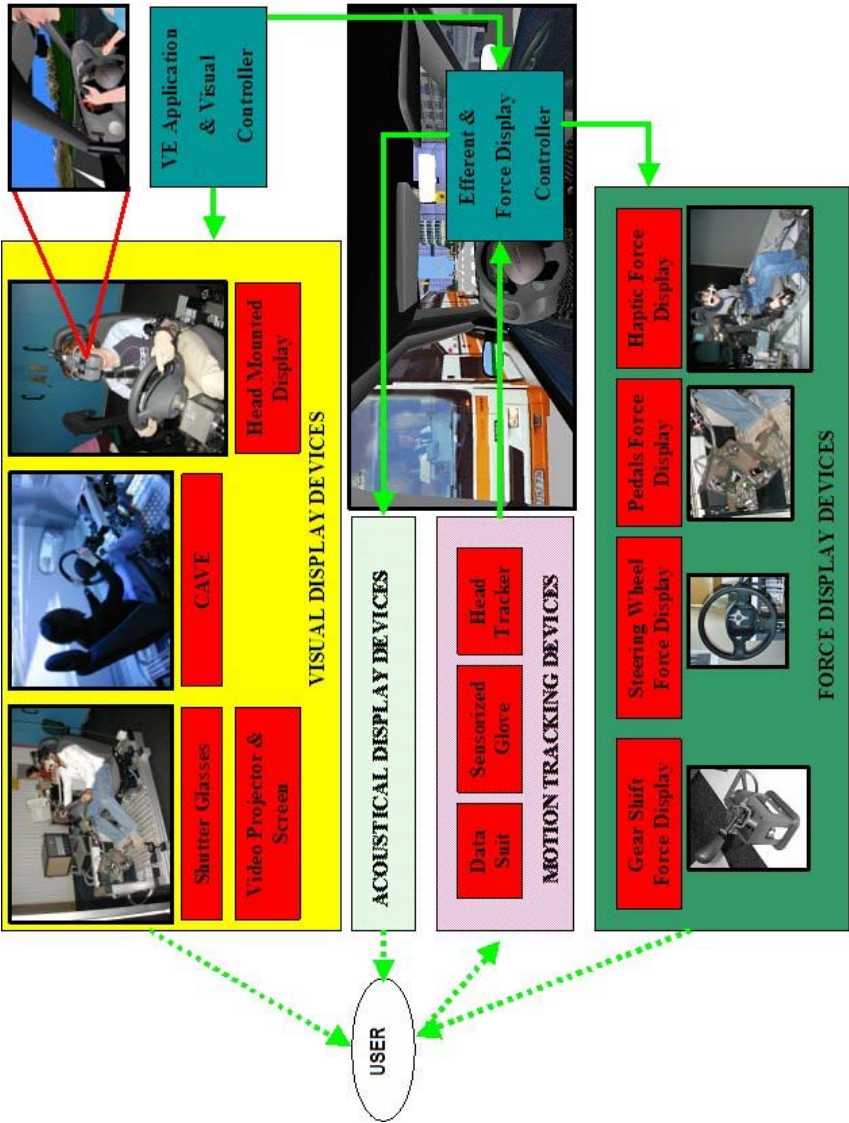 VE Application
& Visual
Controller
Efferent &
Force Display
Controller
Head Mounted
Display
CAVE
Shutter Glasses
Video Projector &
Screen
VISUAL DISPLAY DEVICES
ACOUSTICAL DISPLAY DEVICES
Data
Suit
Sensorized
Glove
Head
Tracker
MOTION TRACKING DEVICES
Gear Shift
Force Display
Steering Wheel
Force Display
Pedals Force
Display
Haptic Force
Display
FORCE DISPLAY DEVICES
USER